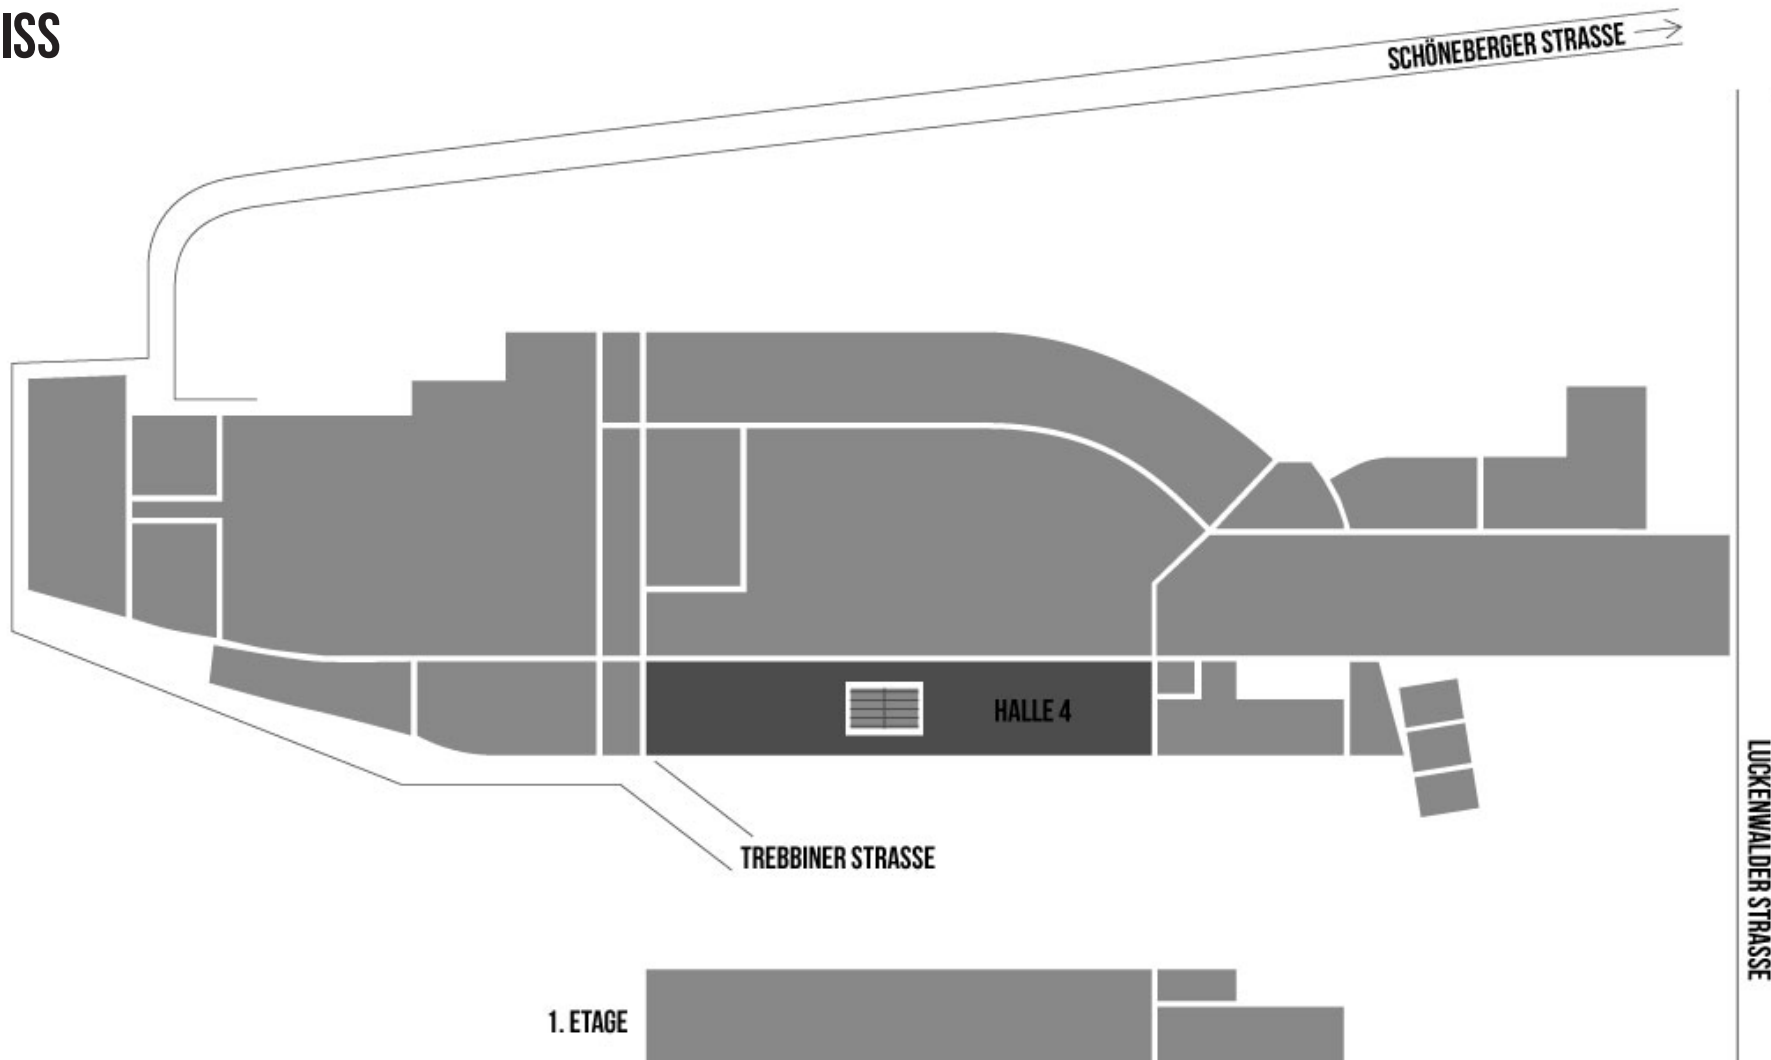 ISS
SCHÖNEBERGER STRASSE
HALLE 4
LUCKENWALDER STRASSE
TREBBINER STRASSE
1. ETAGE